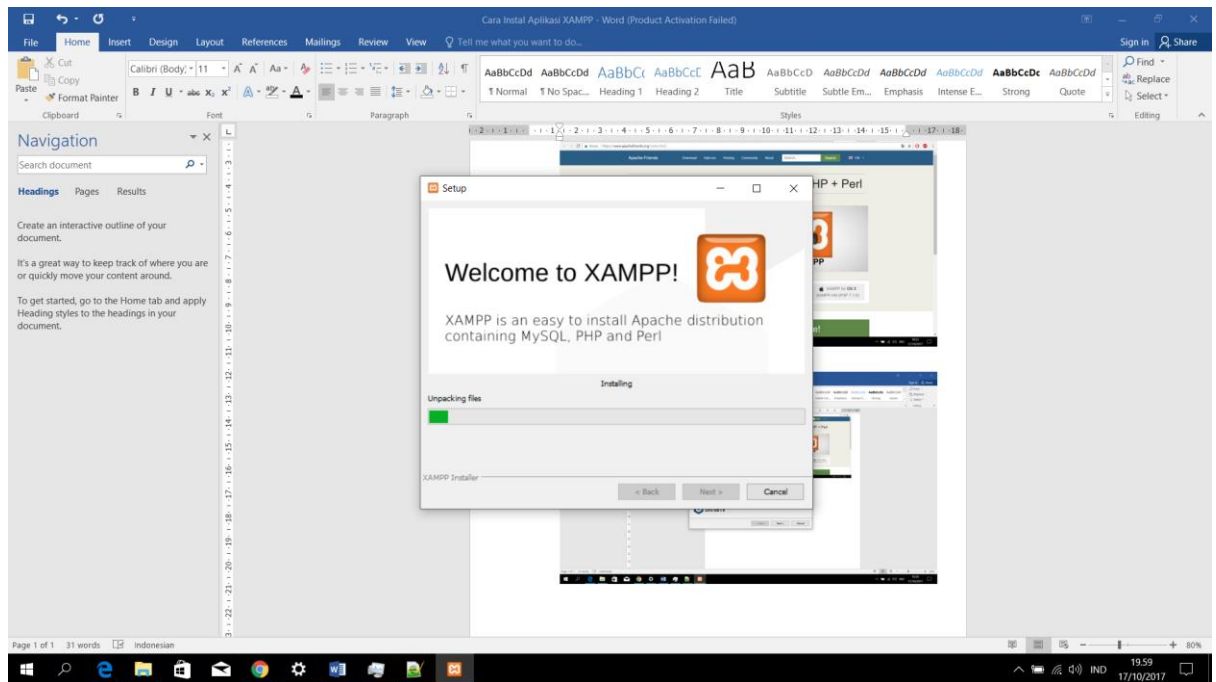 Cara Instal Aplikasi XAMPP - Word (Product Activation Failed)
File Home Insert Design Layout References Mailings Review View Tell me what you want to do... Sign in Share
Cut
Copy
Paste
Format Painter
Calibri (Body) 11
Aa
B I U abc x₂ x²
AaBbCcDd AaBbCcDd AaBbCc AaBbCcE AaB AaBbCcD AaBbCcDd AaBbCcDd AaBbCcDd AaBbCcDc AaBbCcDd
¶ Normal ¶ No Spac... Heading 1 Heading 2 Title Subtitle Subtle Em... Emphasis Intense E... Strong Quote
Find
Replace
Select
Clipboard Font Paragraph Styles Editing
Navigation
Search document
Headings Pages Results
Create an interactive outline of your
document.
It's a great way to keep track of where you are
or quickly move your content around.
To get started, go to the Home tab and apply
Heading styles to the headings in your
document.
HP + Perl
Setup
Welcome to XAMPP!
XAMPP is an easy to install Apache distribution
containing MySQL, PHP and Perl
Installing
Unpacking files
XAMPP Installer
< Back Next > Cancel
Page 1 of 1 31 words Indonesian 80%
IND
19.59
17/10/2017